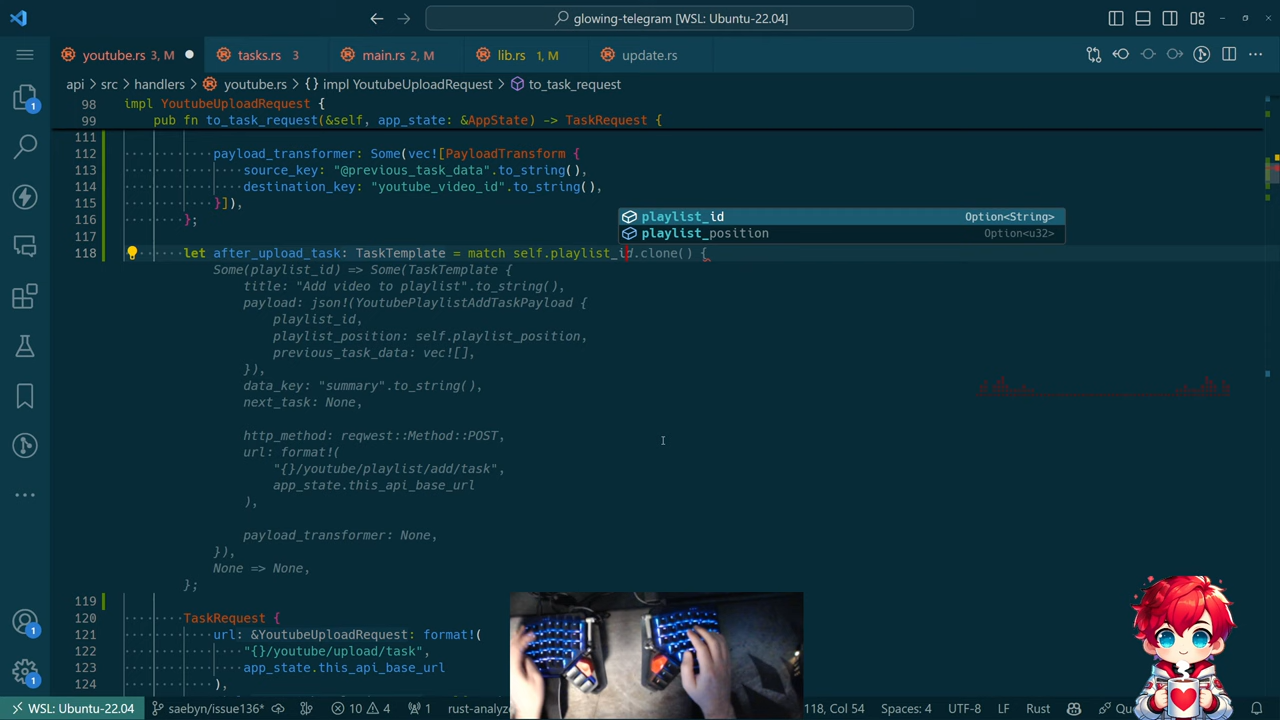 glowing-telegram [WSL: Ubuntu-22.04]
youtube.rs 3, M
tasks.rs 3
main.rs 2, M
lib.rs 1, M
update.rs
api > src > handlers > youtube.rs > {} impl YoutubeUploadRequest > to_task_request
98 impl YoutubeUploadRequest {
99 pub fn to_task_request(&self, app_state: &AppState) -> TaskRequest {
111
112 payload_transformer: Some(vec![PayloadTransform {
113 source_key: "@previous_task_data".to_string(),
114 destination_key: "youtube_video_id".to_string(),
115 }]),
116 };
playlist_id Option<String>
117
playlist_position Option<u32>
118 let after_upload_task: TaskTemplate = match self.playlist_id.clone() {
Some(playlist_id) => Some(TaskTemplate {
title: "Add video to playlist".to_string(),
payload: json!(YoutubePlaylistAddTaskPayload {
playlist_id,
playlist_position: self.playlist_position,
previous_task_data: vec![],
}),
data_key: "summary".to_string(),
next_task: None,
http_method: reqwest::Method::POST,
url: format!(
"{}/youtube/playlist/add/task",
app_state.this_api_base_url
),
payload_transformer: None,
}),
None => None,
};
119
120 TaskRequest {
121 url: &YoutubeUploadRequest: format!(
122 "{}/youtube/upload/task",
123 app_state.this_api_base_url
124 ),
1
1
1
WSL: Ubuntu-22.04
saebyn/issue136*
10 4
1
rust-analyzer
118, Col 54
Spaces: 4
UTF-8
LF
Rust